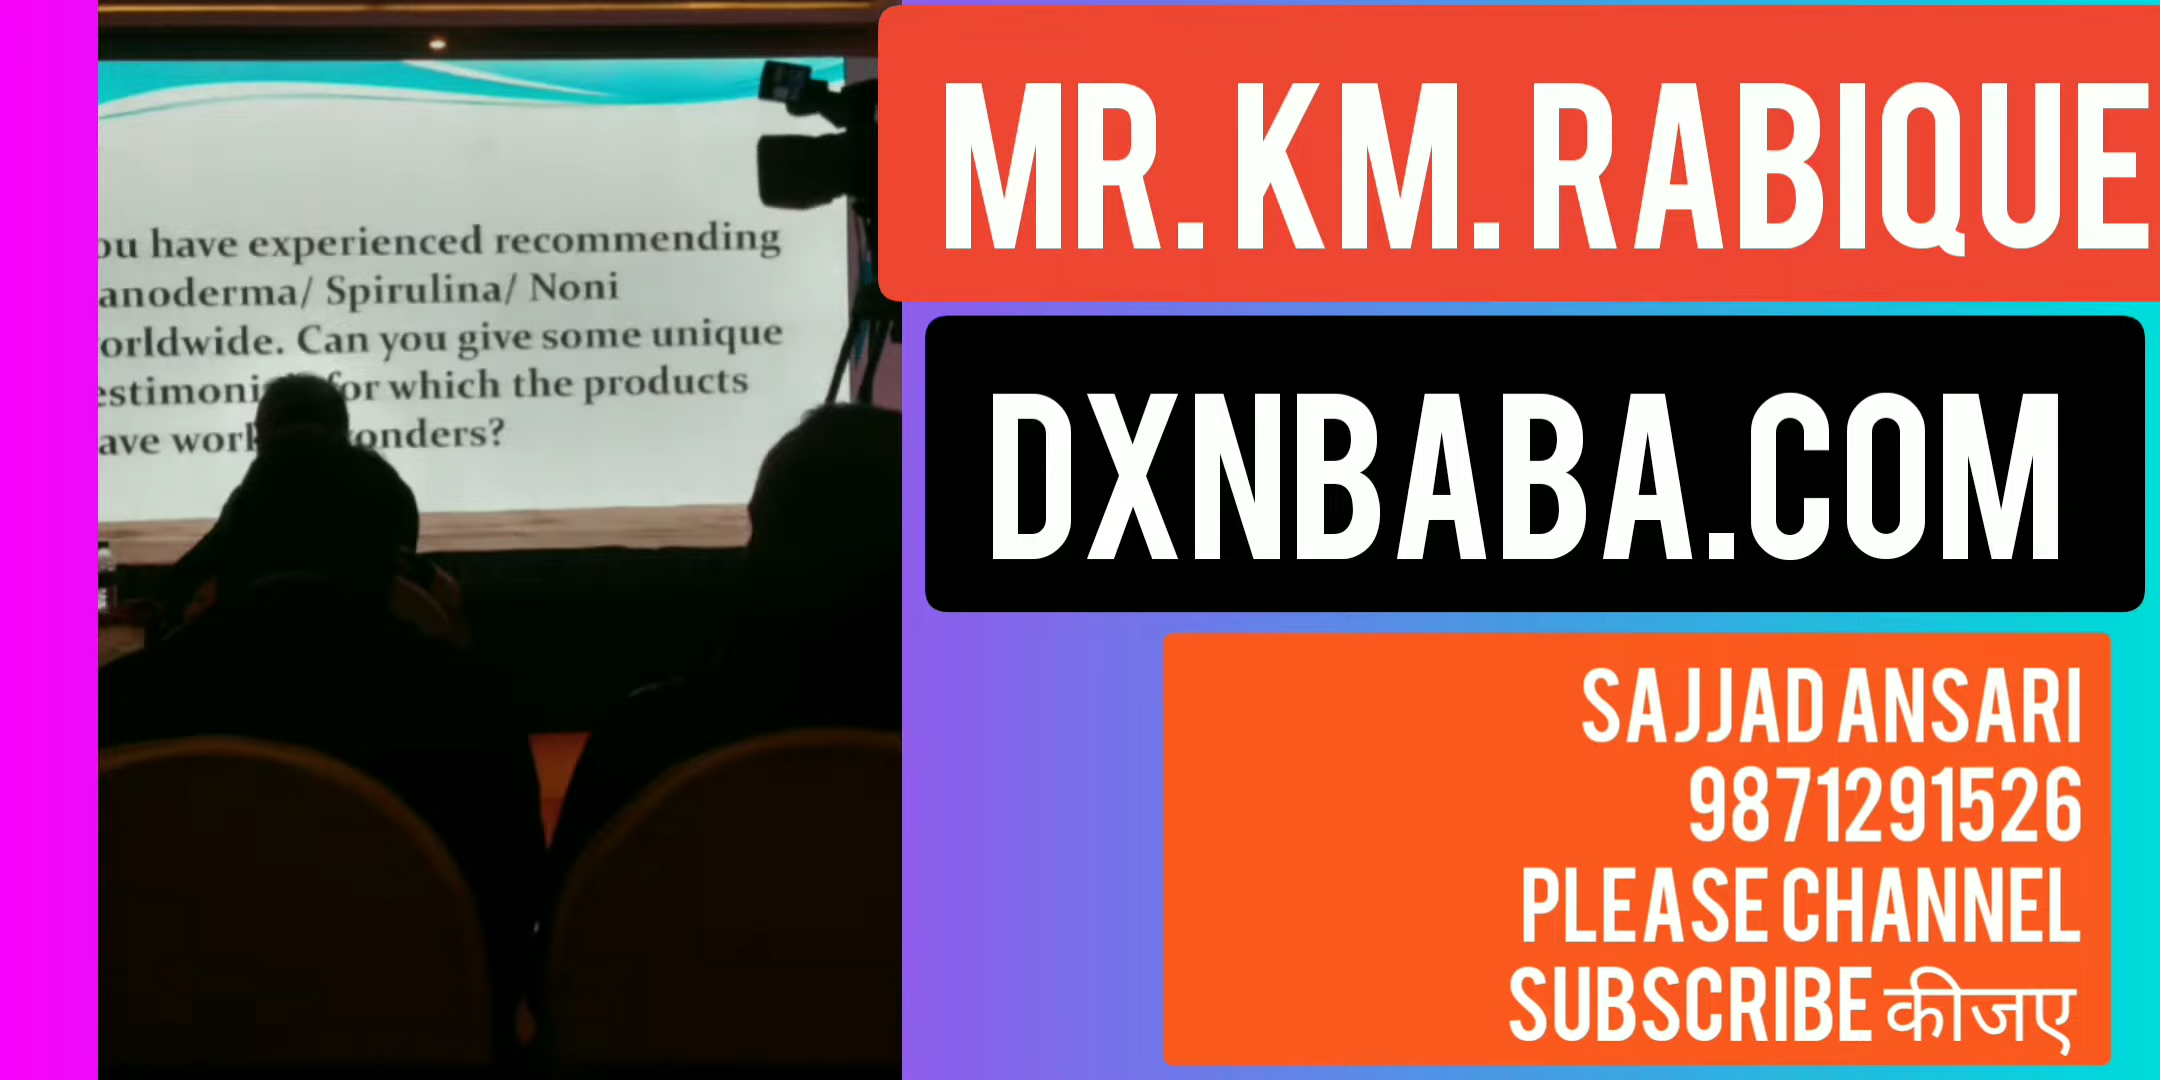 ou have experienced recommending
anoderma/ Spirulina/ Noni
orldwide. Can you give some unique
estimoni for which the products
ave work onders?
MR. KM. RABIQUE
DXNBABA.COM
SAJJAD ANSARI
9871291526
PLEASE CHANNEL
SUBSCRIBE कीजए